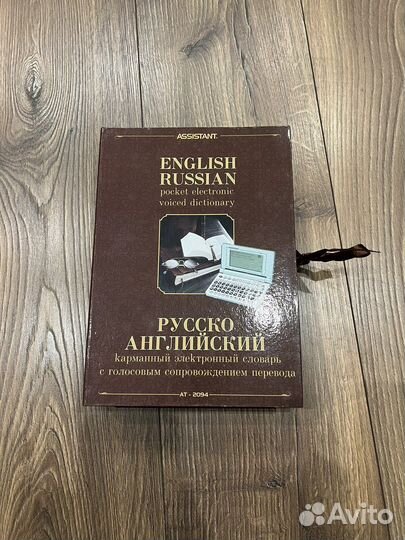 ASSISTANT
ENGLISH
RUSSIAN
pocket electronic
voiced dictionary
РУССКО
АНГЛИЙСКИЙ
карманный электронный словарь
с голосовым сопровождением перевода
AT - 2094
Avito